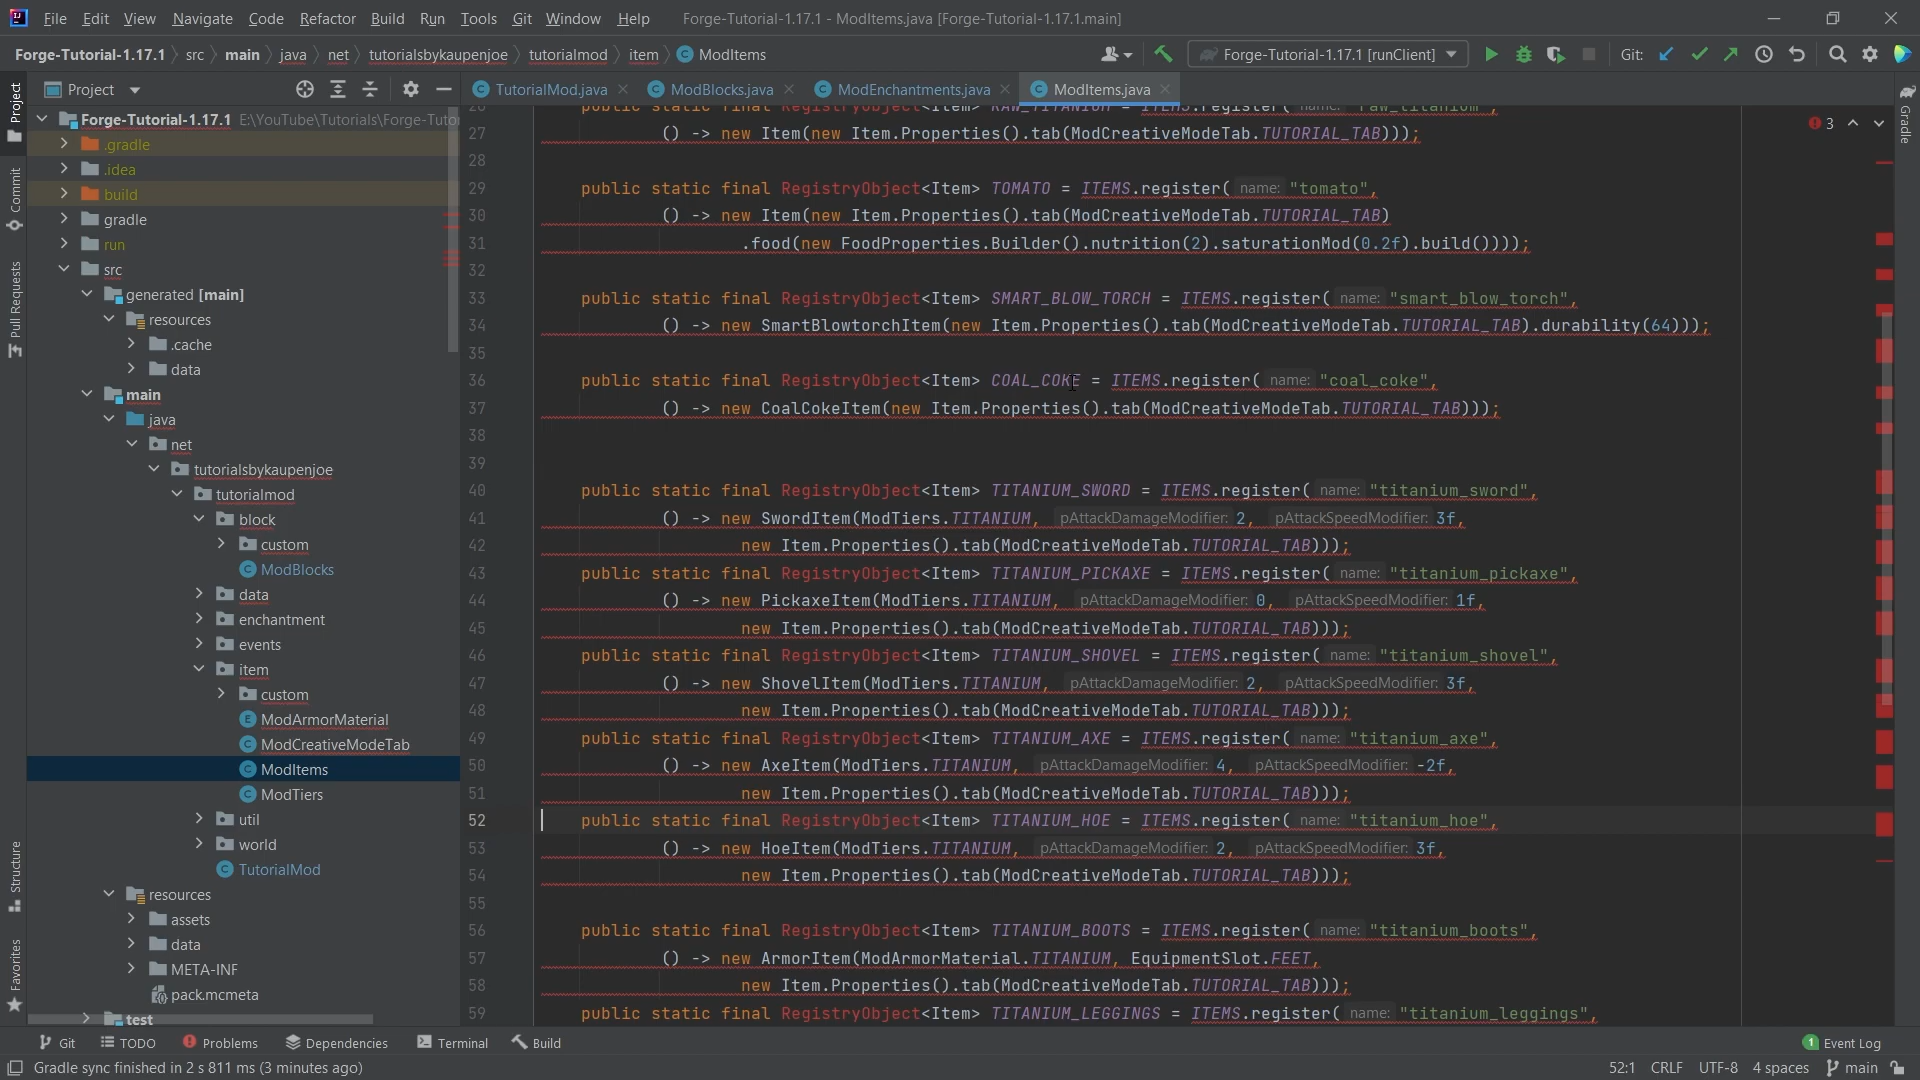 File Edit View Navigate Code Refactor Build Run Tools Git Window Help Forge-Tutorial-1.17.1 - ModItems.java [Forge-Tutorial-1.17.1.main]
Forge-Tutorial-1.17.1 src main java net tutorialsbykaupenjoe tutorialmod item ModItems Forge-Tutorial-1.17.1 [runClient] Git:
Project TutorialMod.java ModBlocks.java ModEnchantments.java ModItems.java
Project
Commit
Pull Requests
Structure
Favorites
Gradle
Forge-Tutorial-1.17.1 E:\YouTube\Tutorials\Forge-Tuto
.gradle
.idea
build
gradle
run
src
generated [main]
resources
.cache
data
main
java
net
tutorialsbykaupenjoe
tutorialmod
block
custom
ModBlocks
data
enchantment
events
item
custom
ModArmorMaterial
ModCreativeModeTab
ModItems
ModTiers
util
world
TutorialMod
resources
assets
data
META-INF
pack.mcmeta
test
3
26 public static final RegistryObject<Item> RAW_TITANIUM = ITEMS.register( name: "raw_titanium",
27 () -> new Item(new Item.Properties().tab(ModCreativeModeTab.TUTORIAL_TAB)));
28
29 public static final RegistryObject<Item> TOMATO = ITEMS.register( name: "tomato",
30 () -> new Item(new Item.Properties().tab(ModCreativeModeTab.TUTORIAL_TAB)
31 .food(new FoodProperties.Builder().nutrition(2).saturationMod(0.2f).build())));
32
33 public static final RegistryObject<Item> SMART_BLOW_TORCH = ITEMS.register( name: "smart_blow_torch",
34 () -> new SmartBlowtorchItem(new Item.Properties().tab(ModCreativeModeTab.TUTORIAL_TAB).durability(64)));
35
36 public static final RegistryObject<Item> COAL_COKE = ITEMS.register( name: "coal_coke",
37 () -> new CoalCokeItem(new Item.Properties().tab(ModCreativeModeTab.TUTORIAL_TAB)));
38
39
40 public static final RegistryObject<Item> TITANIUM_SWORD = ITEMS.register( name: "titanium_sword",
41 () -> new SwordItem(ModTiers.TITANIUM, pAttackDamageModifier: 2, pAttackSpeedModifier: 3f,
42 new Item.Properties().tab(ModCreativeModeTab.TUTORIAL_TAB)));
43 public static final RegistryObject<Item> TITANIUM_PICKAXE = ITEMS.register( name: "titanium_pickaxe",
44 () -> new PickaxeItem(ModTiers.TITANIUM, pAttackDamageModifier: 0, pAttackSpeedModifier: 1f,
45 new Item.Properties().tab(ModCreativeModeTab.TUTORIAL_TAB)));
46 public static final RegistryObject<Item> TITANIUM_SHOVEL = ITEMS.register( name: "titanium_shovel",
47 () -> new ShovelItem(ModTiers.TITANIUM, pAttackDamageModifier: 2, pAttackSpeedModifier: 3f,
48 new Item.Properties().tab(ModCreativeModeTab.TUTORIAL_TAB)));
49 public static final RegistryObject<Item> TITANIUM_AXE = ITEMS.register( name: "titanium_axe",
50 () -> new AxeItem(ModTiers.TITANIUM, pAttackDamageModifier: 4, pAttackSpeedModifier: -2f,
51 new Item.Properties().tab(ModCreativeModeTab.TUTORIAL_TAB)));
52 public static final RegistryObject<Item> TITANIUM_HOE = ITEMS.register( name: "titanium_hoe",
53 () -> new HoeItem(ModTiers.TITANIUM, pAttackDamageModifier: 2, pAttackSpeedModifier: 3f,
54 new Item.Properties().tab(ModCreativeModeTab.TUTORIAL_TAB)));
55
56 public static final RegistryObject<Item> TITANIUM_BOOTS = ITEMS.register( name: "titanium_boots",
57 () -> new ArmorItem(ModArmorMaterial.TITANIUM, EquipmentSlot.FEET,
58 new Item.Properties().tab(ModCreativeModeTab.TUTORIAL_TAB)));
59 public static final RegistryObject<Item> TITANIUM_LEGGINGS = ITEMS.register( name: "titanium_leggings",
Git TODO Problems Dependencies Terminal Build 1 Event Log
Gradle sync finished in 2 s 811 ms (3 minutes ago) 52:1 CRLF UTF-8 4 spaces main